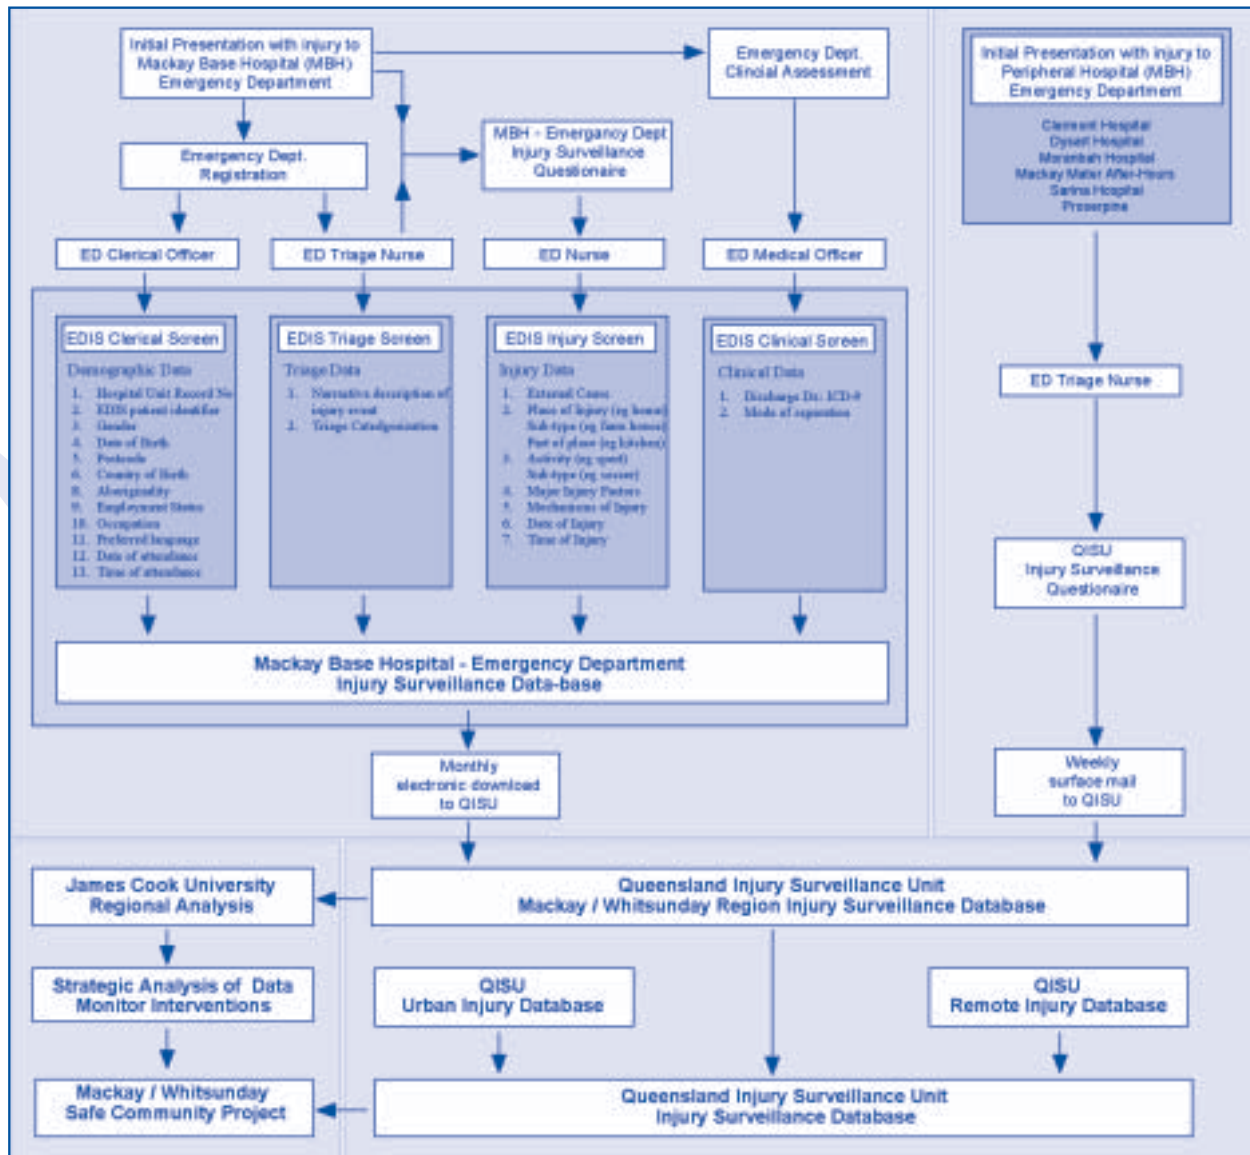 Initial Presentation with injury to
Mackay Base Hospital (MBH)
Emergency Department
Emergency Dept.
Clincial Assessment
Initial Presentation with injury to
Peripheral Hospital (MBH)
Emergency Department
Clermont Hospital
Dysert Hospital
Moranbah Hospital
Mackay Mater After-Hours
Sarina Hospital
Proserpine
MBH - Emergancy Dept
Injury Surveillance
Questionaire
Emergency Dept.
Registration
ED Clerical Officer
ED Triage Nurse
ED Nurse
ED Medical Officer
EDIS Clerical Screen
Demographic Data
1. Hospital Unit Record No
2. EDIS patient identifier
3. Gender
4. Date of Birth
5. Postcode
6. Country of Birth
8. Aboriginality
9. Employment Status
10. Occupation
11. Preferred language
12. Date of attendance
13. Time of attendance
EDIS Triage Screen
Triage Data
1. Narrative description of
injury event
2. Triage
EDIS Injury Screen
Injury Data
1. External Cause
2. Place of Injury (eg house)
Sub-type (eg farm house)
Part of place (eg kitchen)
3. Activity (eg sport)
Sub-type (eg soccer)
4. Major Injury Factors
5. Mechanisms of Injury
6. Date of Injury
7. Time of Injury
EDIS Clinical Screen
Clinical Data
1. Discharge Dx: ICD-9
2. Mode of separation
ED Triage Nurse
QISU
Injury Surveillance
Questionaire
Mackay Base Hospital - Emergency Department
Injury Surveillance Data-base
Monthly
electronic download
to QISU
Weekly
surface mail
to QISU
James Cook University
Regional Analysis
Queensland Injury Surveillance Unit
Mackay / Whitsunday Region Injury Surveillance Database
Strategic Analysis of Data
Monitor Interventions
QISU
Urban Injury Database
QISU
Remote Injury Database
Mackay / Whitsunday
Safe Community Project
Queensland Injury Surveillance Unit
Injury Surveillance Database